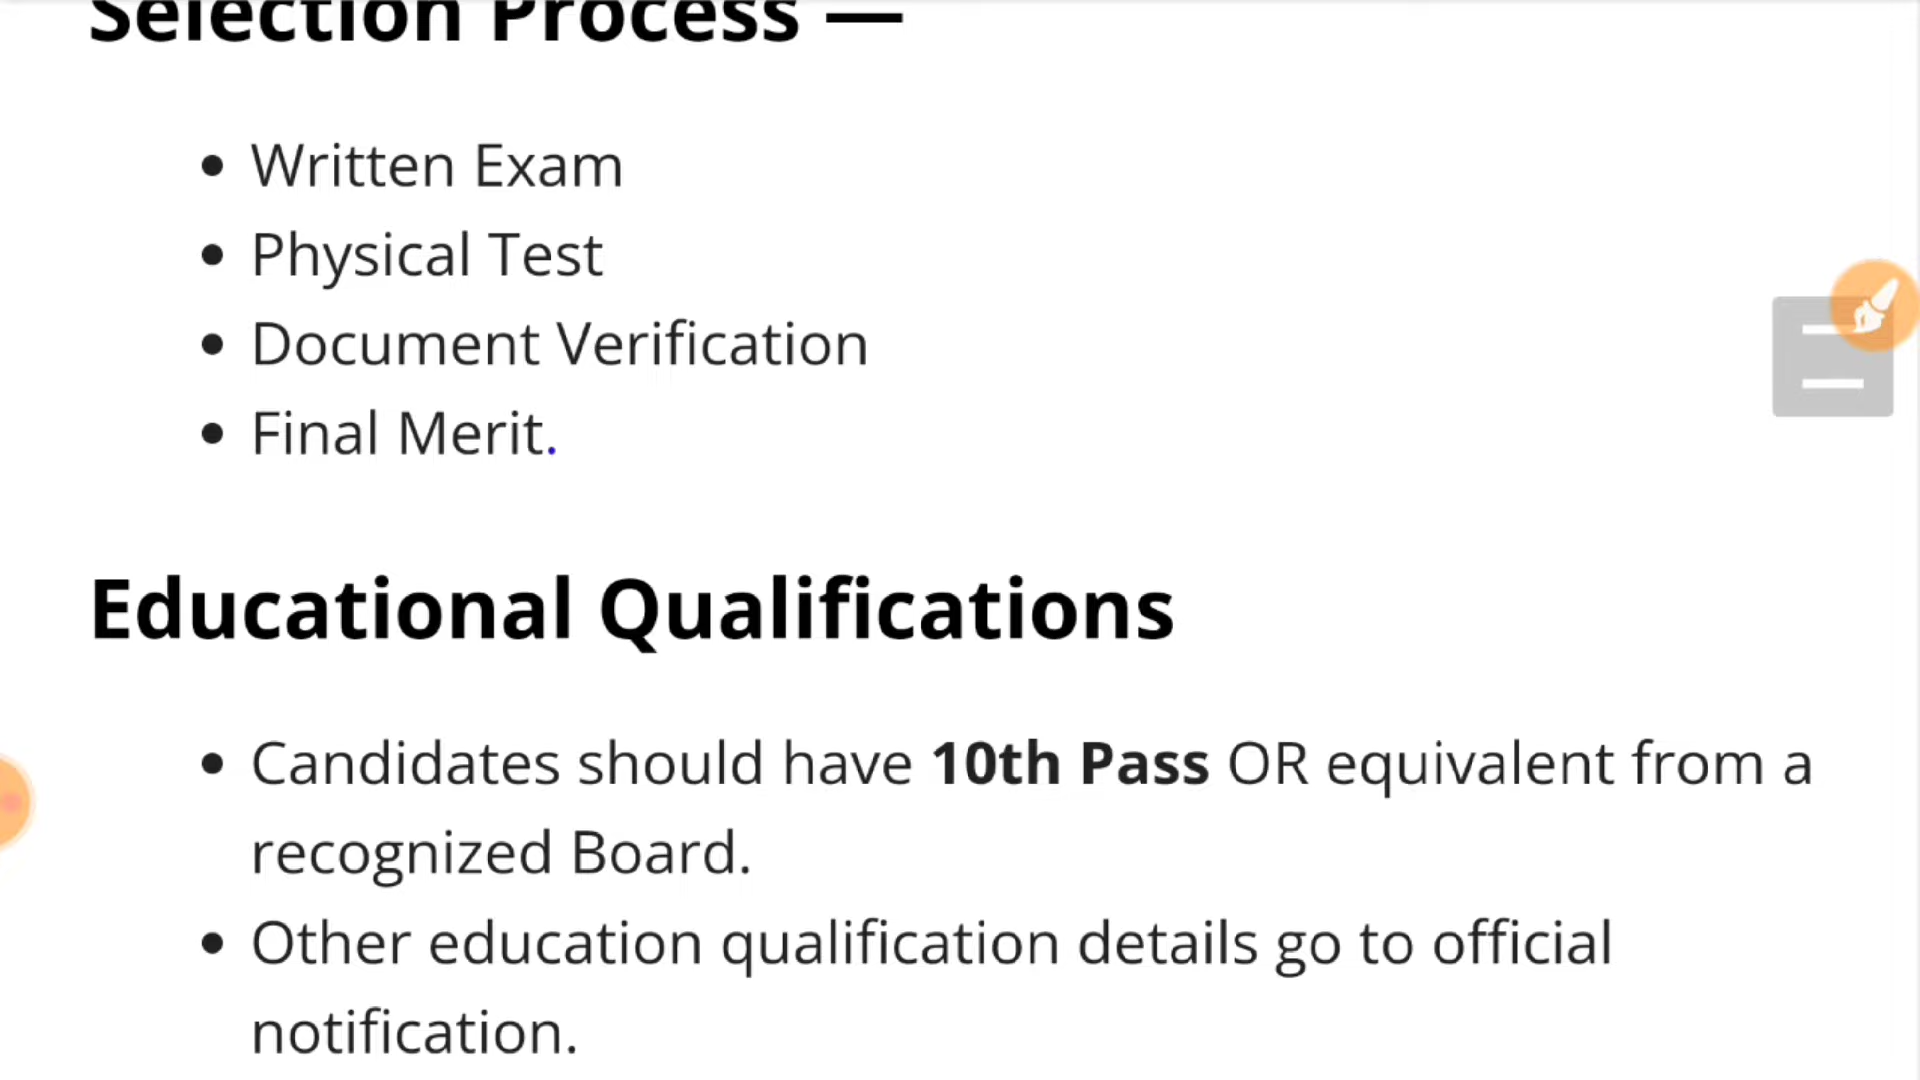 Selection Process —
Written Exam
Physical Test
Document Verification
Final Merit.
Educational Qualifications
Candidates should have 10th Pass OR equivalent from a
recognized Board.
Other education qualification details go to official
notification.